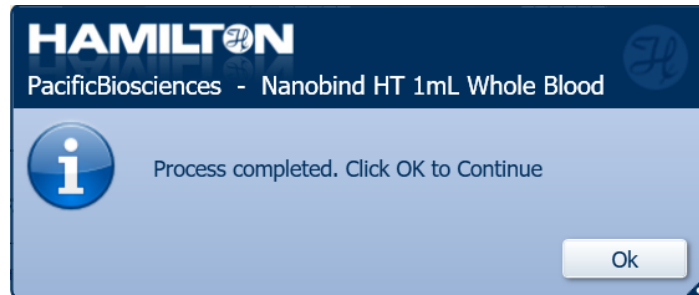 HAMILTON
PacificBiosciences - Nanobind HT 1mL Whole Blood
Process completed. Click OK to Continue
Ok